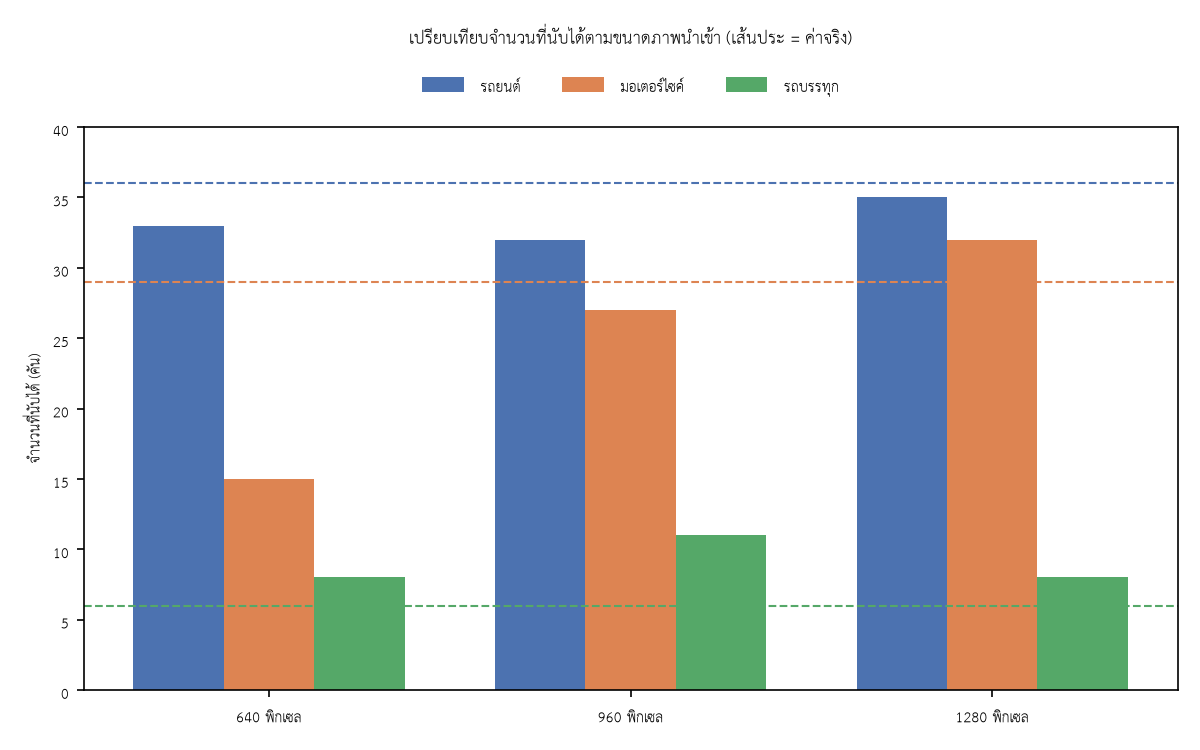 เปรียบเทียบจำนวนที่นับได้ตามขนาดภาพนำเข้า (เส้นประ = ค่าจริง)
รถยนต์ มอเตอร์ไซค์ รถบรรทุก
40
35
30
25
20
15
10
5
0
จำนวนที่นับได้ (คัน)
640 พิกเซล 960 พิกเซล 1280 พิกเซล